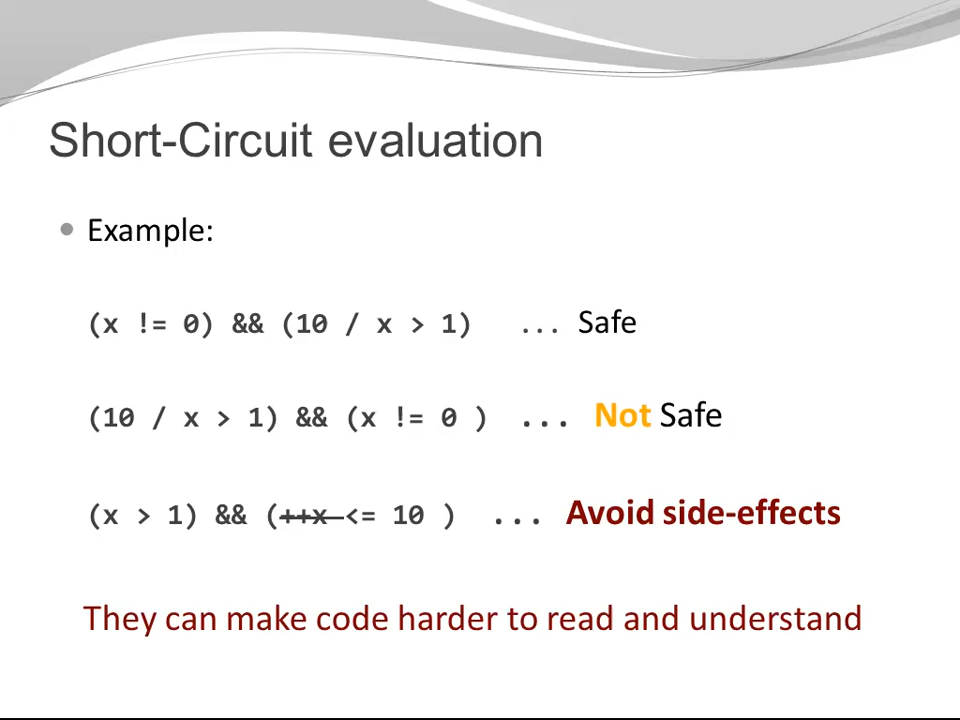 Short-Circuit evaluation
• Example:
(x != 0) && (10 / x > 1) ... Safe
(10 / x > 1) && (x != 0 ) ... Not Safe
(x > 1) && (++x <= 10 ) ... Avoid side-effects
They can make code harder to read and understand